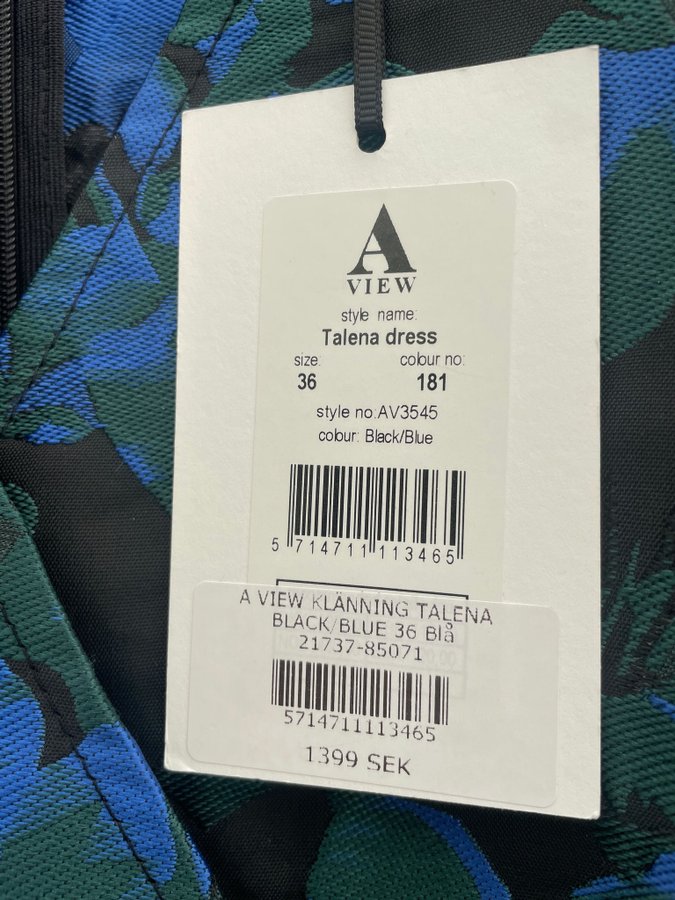 A
VIEW
style name:
Talena dress
size: colour no:
36 181
style no:AV3545
colour: Black/Blue
5 714711 113465
A VIEW KLÄNNING TALENA
BLACK/BLUE 36 Blå
21737-85071
5714711113465
1399 SEK